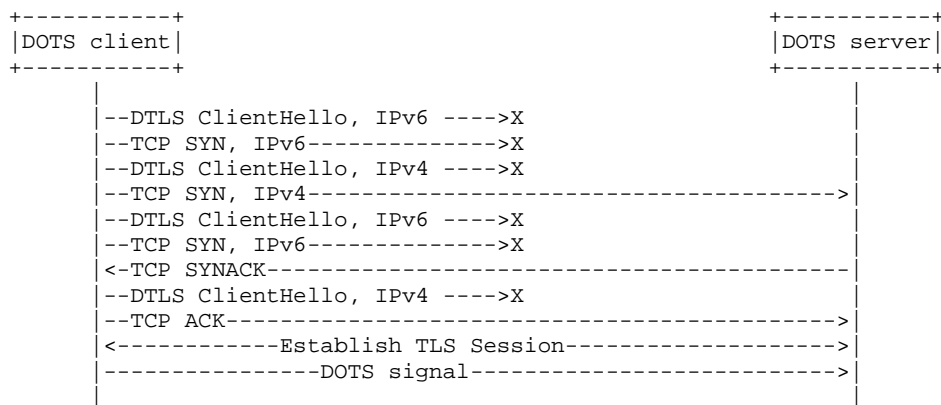 +-----------+                                     +-----------+
|DOTS client|                                     |DOTS server|
+-----------+                                     +-----------+
|                                                 |
|--DTLS ClientHello, IPv6 ---->X                  |
|--TCP SYN, IPv6-------------->X                  |
|--DTLS ClientHello, IPv4 ---->X                  |
|--TCP SYN, IPv4--------------------------------------->|
|--DTLS ClientHello, IPv6 ---->X                  |
|--TCP SYN, IPv6-------------->X                  |
|<-TCP SYNACK-------------------------------------------|
|--DTLS ClientHello, IPv4 ---->X                  |
|--TCP ACK--------------------------------------------->|
|<------------Establish TLS Session-------------------->|
|----------------DOTS signal--------------------------->|
|                                                 |